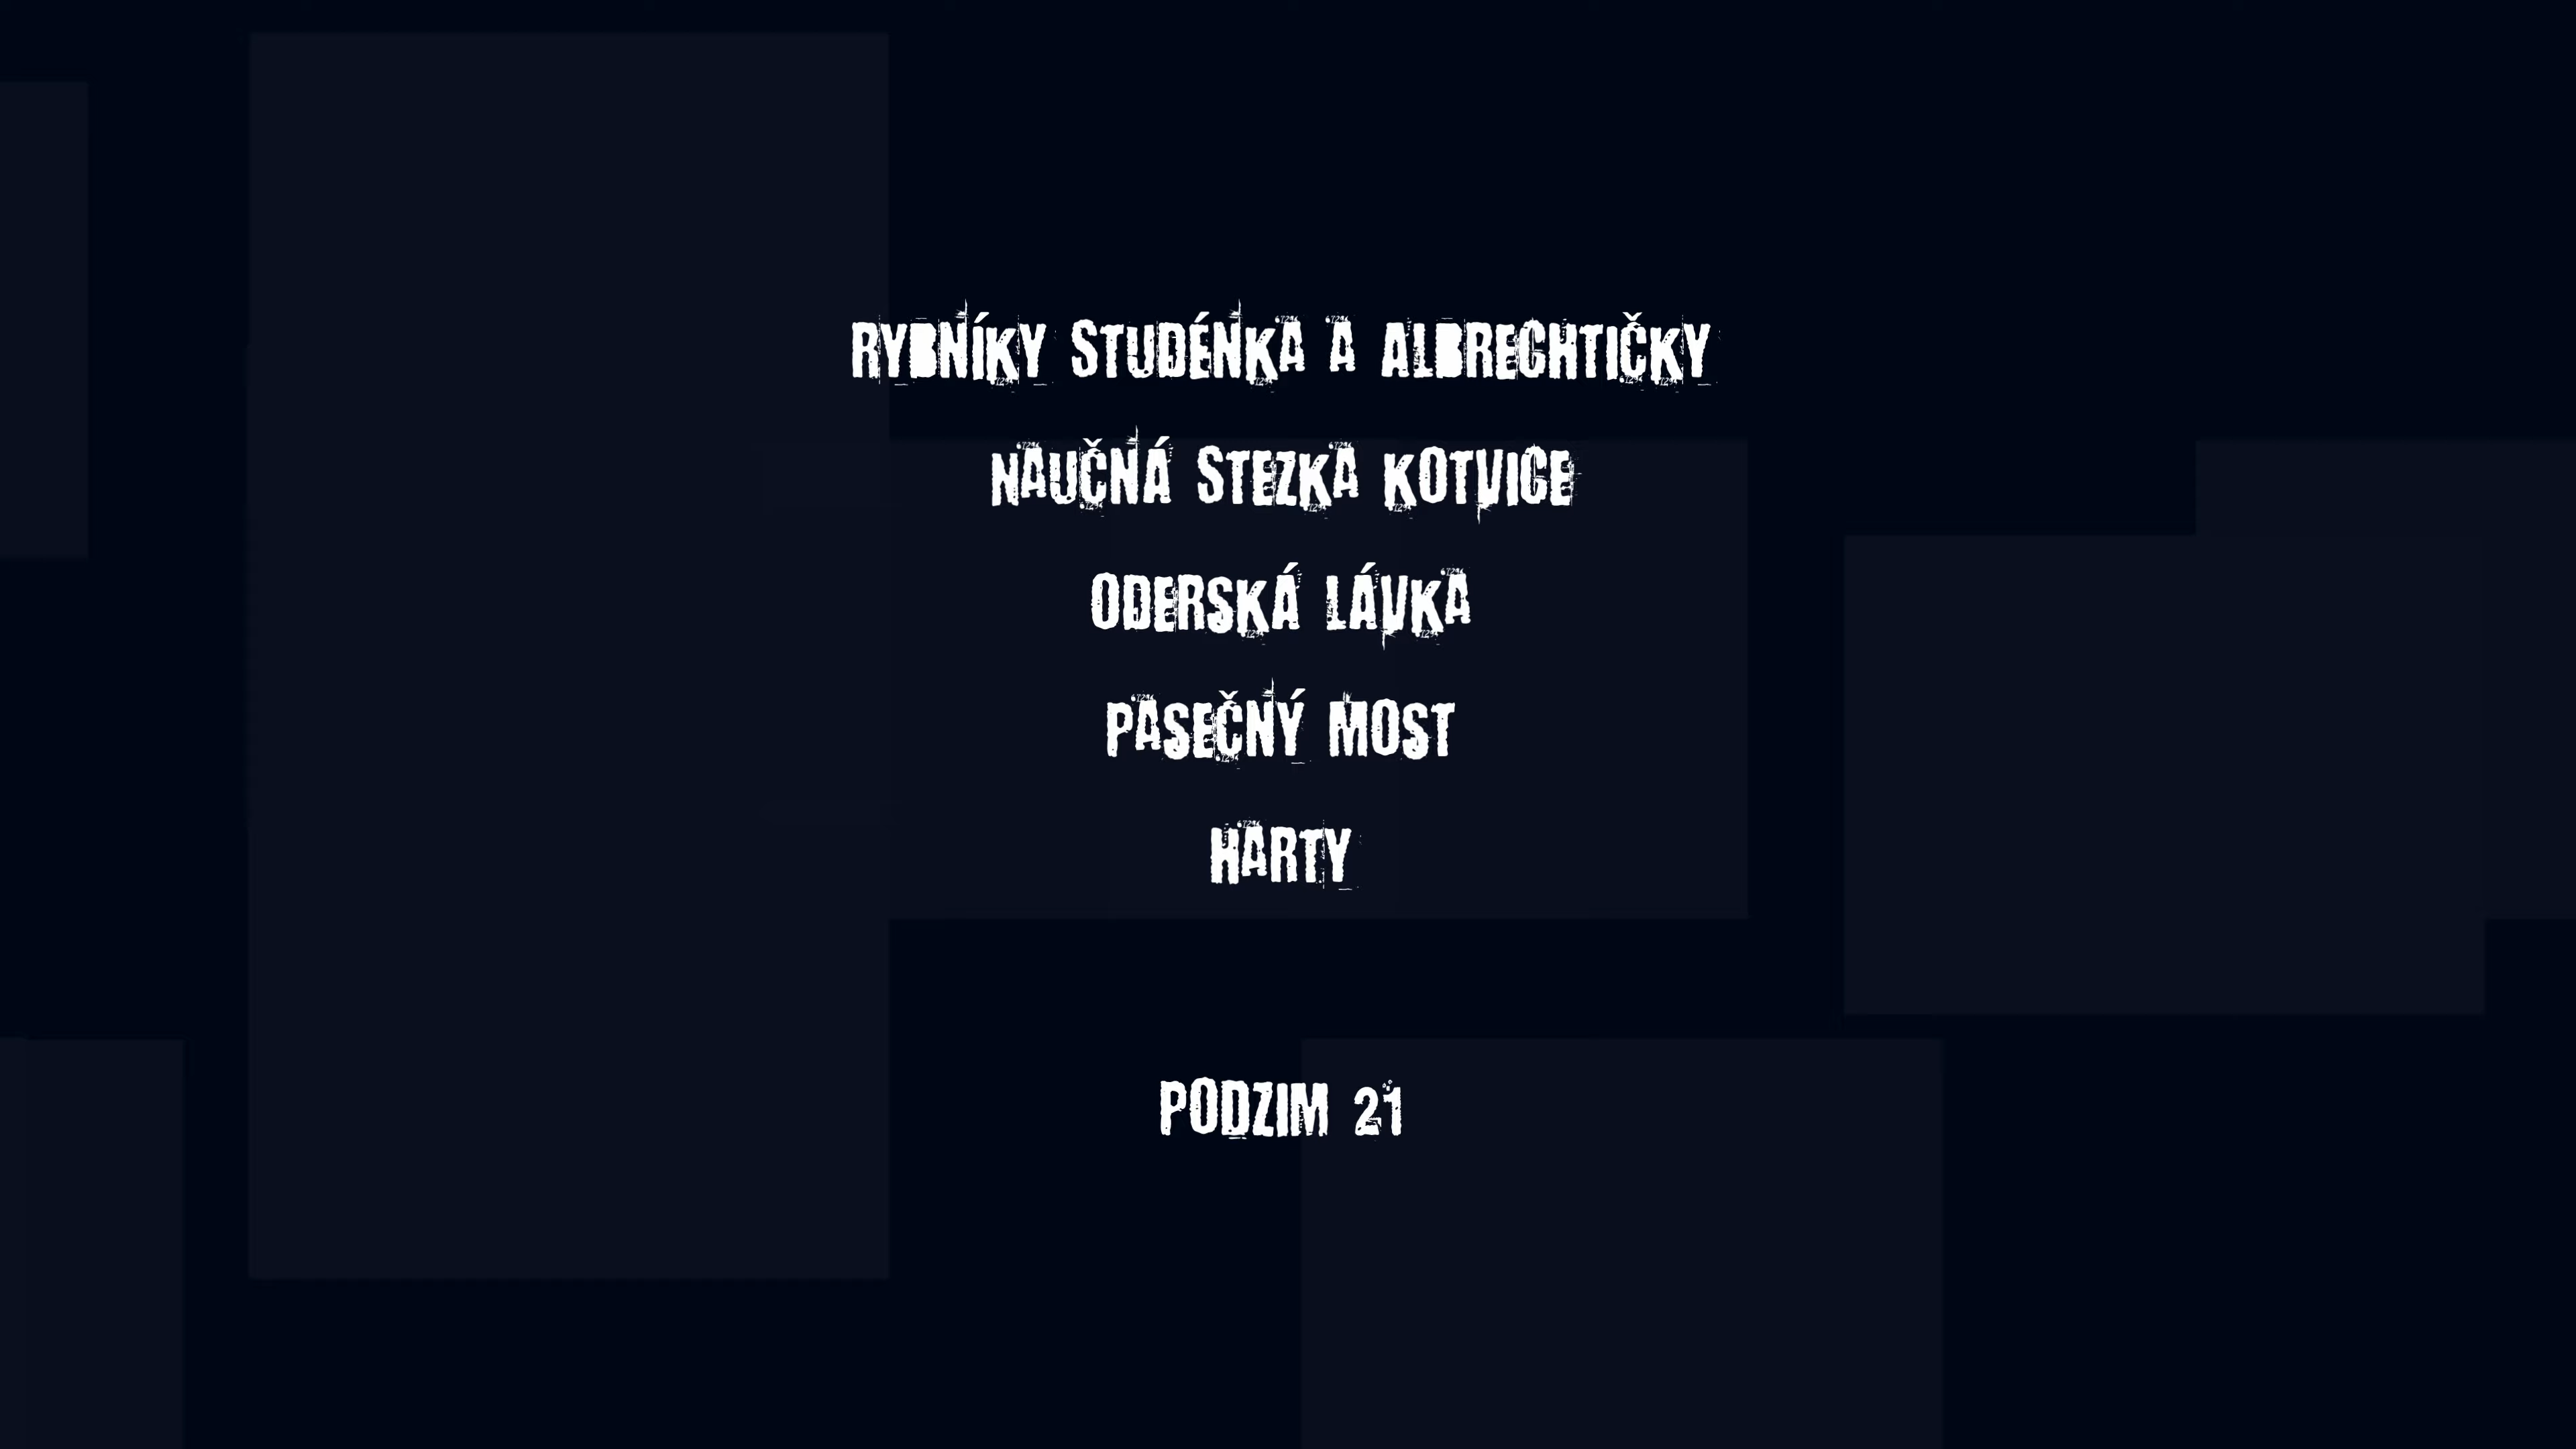 RYBNÍKY STUDÉNKA A ALBRECHTIČKY
NAUČNÁ STEZKA KOTVICE
ODERSKÁ LÁVKA
PASEČNÝ MOST
HARTY
PODZIM 21